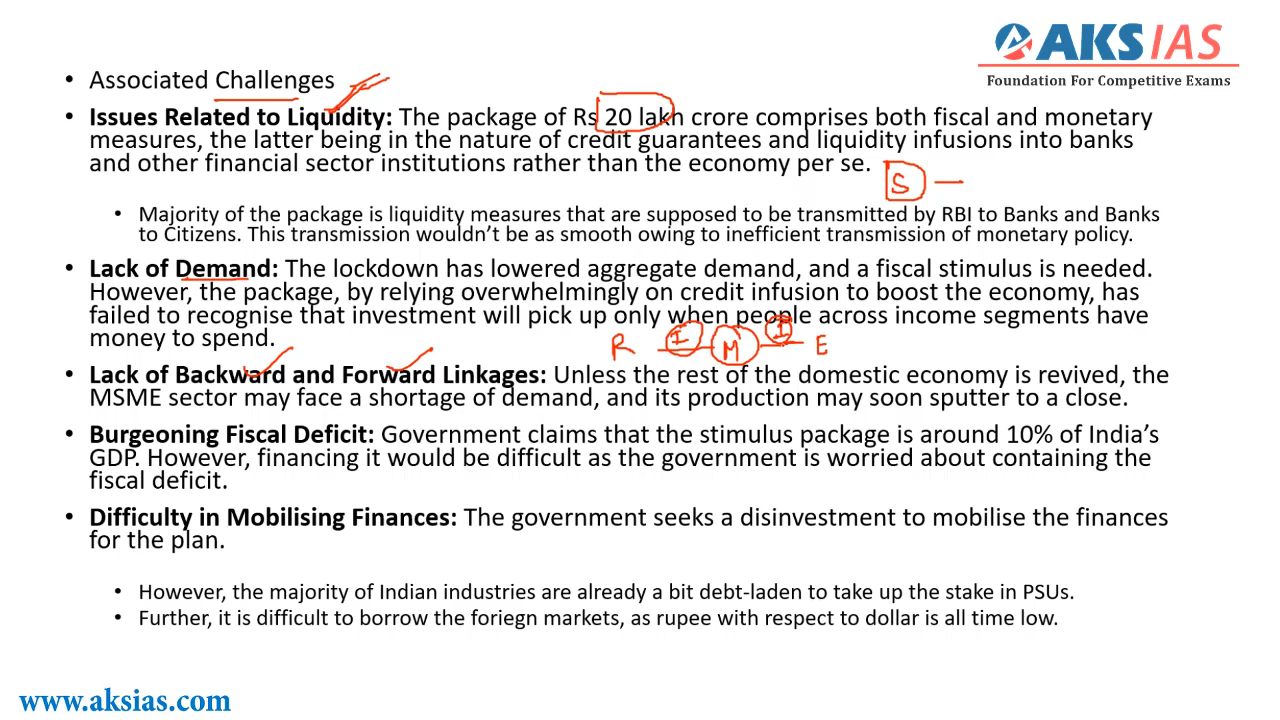 AKS IAS
Foundation For Competitive Exams
• Associated Challenges
• Issues Related to Liquidity: The package of Rs 20 lakh crore comprises both fiscal and monetary
measures, the latter being in the nature of credit guarantees and liquidity infusions into banks
and other financial sector institutions rather than the economy per se.
S —
• Majority of the package is liquidity measures that are supposed to be transmitted by RBI to Banks and Banks
to Citizens. This transmission wouldn't be as smooth owing to inefficient transmission of monetary policy.
• Lack of Demand: The lockdown has lowered aggregate demand, and a fiscal stimulus is needed.
However, the package, by relying overwhelmingly on credit infusion to boost the economy, has
failed to recognise that investment will pick up only when people across income segments have
money to spend.
R I M I E
• Lack of Backward and Forward Linkages: Unless the rest of the domestic economy is revived, the
MSME sector may face a shortage of demand, and its production may soon sputter to a close.
• Burgeoning Fiscal Deficit: Government claims that the stimulus package is around 10% of India's
GDP. However, financing it would be difficult as the government is worried about containing the
fiscal deficit.
• Difficulty in Mobilising Finances: The government seeks a disinvestment to mobilise the finances
for the plan.
• However, the majority of Indian industries are already a bit debt-laden to take up the stake in PSUs.
• Further, it is difficult to borrow the foriegn markets, as rupee with respect to dollar is all time low.
www.aksias.com